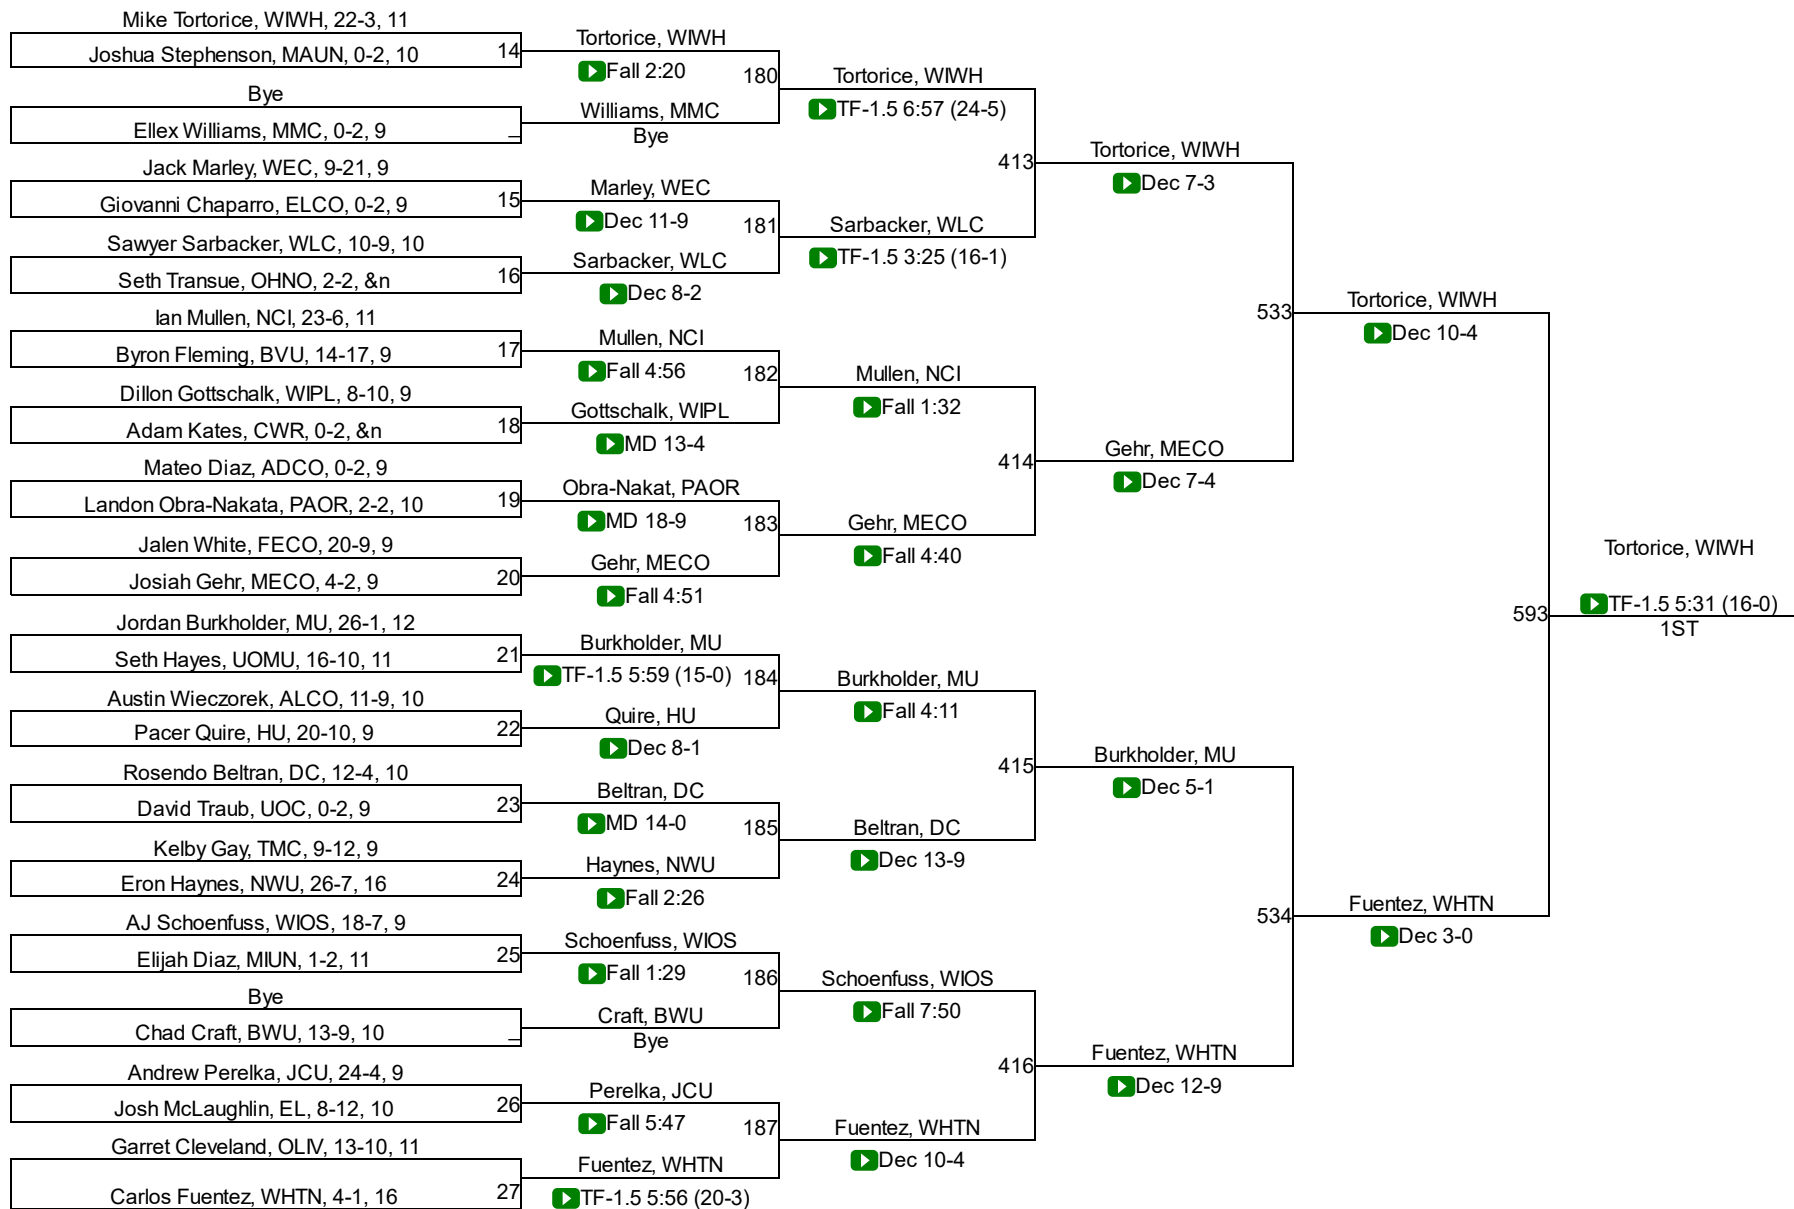 Mike Tortorice, WIWH, 22-3, 11
Joshua Stephenson, MAUN, 0-2, 10
14
Bye
Ellex Williams, MMC, 0-2, 9
_
Jack Marley, WEC, 9-21, 9
Giovanni Chaparro, ELCO, 0-2, 9
15
Sawyer Sarbacker, WLC, 10-9, 10
Seth Transue, OHNO, 2-2, &n
16
Ian Mullen, NCI, 23-6, 11
Byron Fleming, BVU, 14-17, 9
17
Dillon Gottschalk, WIPL, 8-10, 9
Adam Kates, CWR, 0-2, &n
18
Mateo Diaz, ADCO, 0-2, 9
Landon Obra-Nakata, PAOR, 2-2, 10
19
Jalen White, FECO, 20-9, 9
Josiah Gehr, MECO, 4-2, 9
20
Jordan Burkholder, MU, 26-1, 12
Seth Hayes, UOMU, 16-10, 11
21
Austin Wieczorek, ALCO, 11-9, 10
Pacer Quire, HU, 20-10, 9
22
Rosendo Beltran, DC, 12-4, 10
David Traub, UOC, 0-2, 9
23
Kelby Gay, TMC, 9-12, 9
Eron Haynes, NWU, 26-7, 16
24
AJ Schoenfuss, WIOS, 18-7, 9
Elijah Diaz, MIUN, 1-2, 11
25
Bye
Chad Craft, BWU, 13-9, 10
_
Andrew Perelka, JCU, 24-4, 9
Josh McLaughlin, EL, 8-12, 10
26
Garret Cleveland, OLIV, 13-10, 11
Carlos Fuentez, WHTN, 4-1, 16
27
Tortorice, WIWH
Fall 2:20
180
Williams, MMC
Bye
Marley, WEC
Dec 11-9
181
Sarbacker, WLC
Dec 8-2
Mullen, NCI
Fall 4:56
182
Gottschalk, WIPL
MD 13-4
Obra-Nakat, PAOR
MD 18-9
183
Gehr, MECO
Fall 4:51
Burkholder, MU
TF-1.5 5:59 (15-0)
184
Quire, HU
Dec 8-1
Beltran, DC
MD 14-0
185
Haynes, NWU
Fall 2:26
Schoenfuss, WIOS
Fall 1:29
186
Craft, BWU
Bye
Perelka, JCU
Fall 5:47
187
Fuentez, WHTN
TF-1.5 5:56 (20-3)
Tortorice, WIWH
TF-1.5 6:57 (24-5)
413
Sarbacker, WLC
TF-1.5 3:25 (16-1)
Mullen, NCI
Fall 1:32
414
Gehr, MECO
Fall 4:40
Burkholder, MU
Fall 4:11
415
Beltran, DC
Dec 13-9
Schoenfuss, WIOS
Fall 7:50
416
Fuentez, WHTN
Dec 10-4
Tortorice, WIWH
Dec 7-3
533
Gehr, MECO
Dec 7-4
Burkholder, MU
Dec 5-1
534
Fuentez, WHTN
Dec 12-9
Tortorice, WIWH
Dec 10-4
593
Fuentez, WHTN
Dec 3-0
Tortorice, WIWH
TF-1.5 5:31 (16-0)
1ST